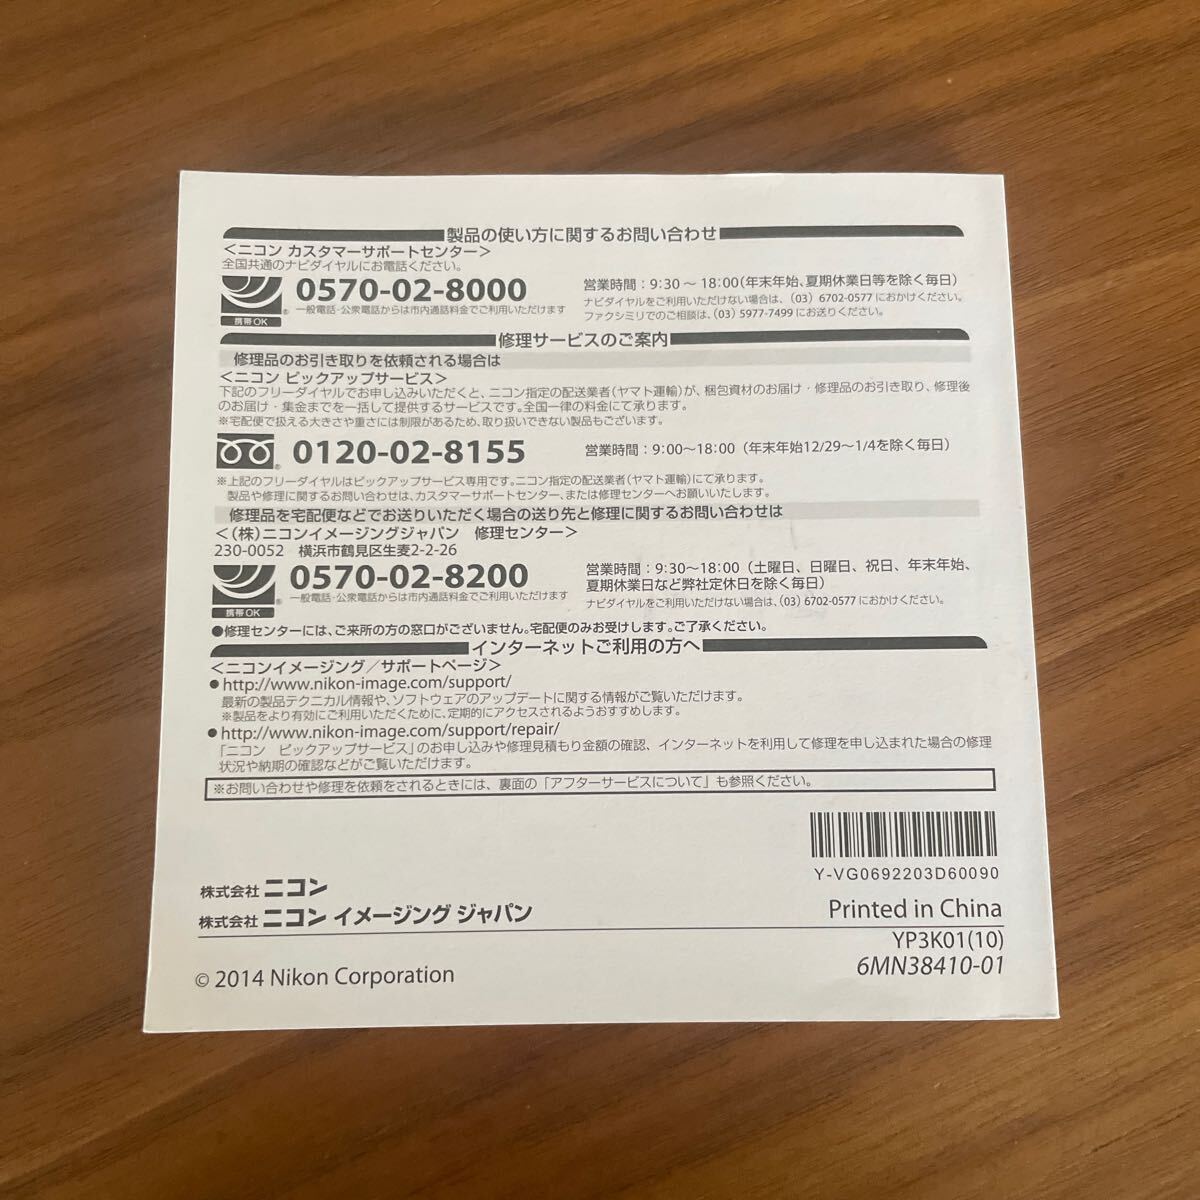 製品の使い方に関するお問い合わせ
＜ニコン カスタマーサポートセンター＞
全国共通のナビダイヤルにお電話ください。
0570-02-8000
一般電話・公衆電話からは市内通話料金でご利用いただけます
携帯OK
営業時間：9:30～18:00(年末年始、夏期休業日等を除く毎日)
ナビダイヤルをご利用いただけない場合は、(03) 6702-0577 におかけください。
ファクシミリでのご相談は、(03) 5977-7499 にお送りください。
修理サービスのご案内
修理品のお引き取りを依頼される場合は
＜ニコン ピックアップサービス＞
下記のフリーダイヤルでお申し込みいただくと、ニコン指定の配送業者(ヤマト運輸)が、梱包資材のお届け・修理品のお引き取り、修理後
のお届け・集金までを一括して提供するサービスです。全国一律の料金にて承ります。
※宅配便で扱える大きさや重さには制限があるため、取り扱いできない製品もございます。
0120-02-8155
営業時間：9:00～18:00（年末年始12/29～1/4を除く毎日)
※上記のフリーダイヤルはピックアップサービス専用です。ニコン指定の配送業者(ヤマト運輸)にて承ります。
製品や修理に関するお問い合わせは、カスタマーサポートセンター、または修理センターへお願いいたします。
修理品を宅配便などでお送りいただく場合の送り先と修理に関するお問い合わせは
＜(株)ニコンイメージングジャパン　修理センター＞
230-0052　横浜市鶴見区生麦2-2-26
0570-02-8200
一般電話・公衆電話からは市内通話料金でご利用いただけます
携帯OK
営業時間：9:30～18:00（土曜日、日曜日、祝日、年末年始、
夏期休業日など弊社定休日を除く毎日)
ナビダイヤルをご利用いただけない場合は、(03) 6702-0577 におかけください。
●修理センターには、ご来所の方の窓口がございません。宅配便のみお受けします。ご了承ください。
インターネットご利用の方へ
＜ニコンイメージング／サポートページ＞
●http://www.nikon-image.com/support/
最新の製品テクニカル情報や、ソフトウェアのアップデートに関する情報がご覧いただけます。
※製品をより有効にご利用いただくために、定期的にアクセスされるようおすすめします。
●http://www.nikon-image.com/support/repair/
「ニコン　ピックアップサービス」のお申し込みや修理見積もり金額の確認、インターネットを利用して修理を申し込まれた場合の修理
状況や納期の確認などがご覧いただけます。
※お問い合わせや修理を依頼をされるときには、裏面の「アフターサービスについて」も参照ください。
Y-VG0692203D60090
株式会社 ニコン
株式会社 ニコン イメージング ジャパン
Printed in China
YP3K01(10)
6MN38410-01
© 2014 Nikon Corporation